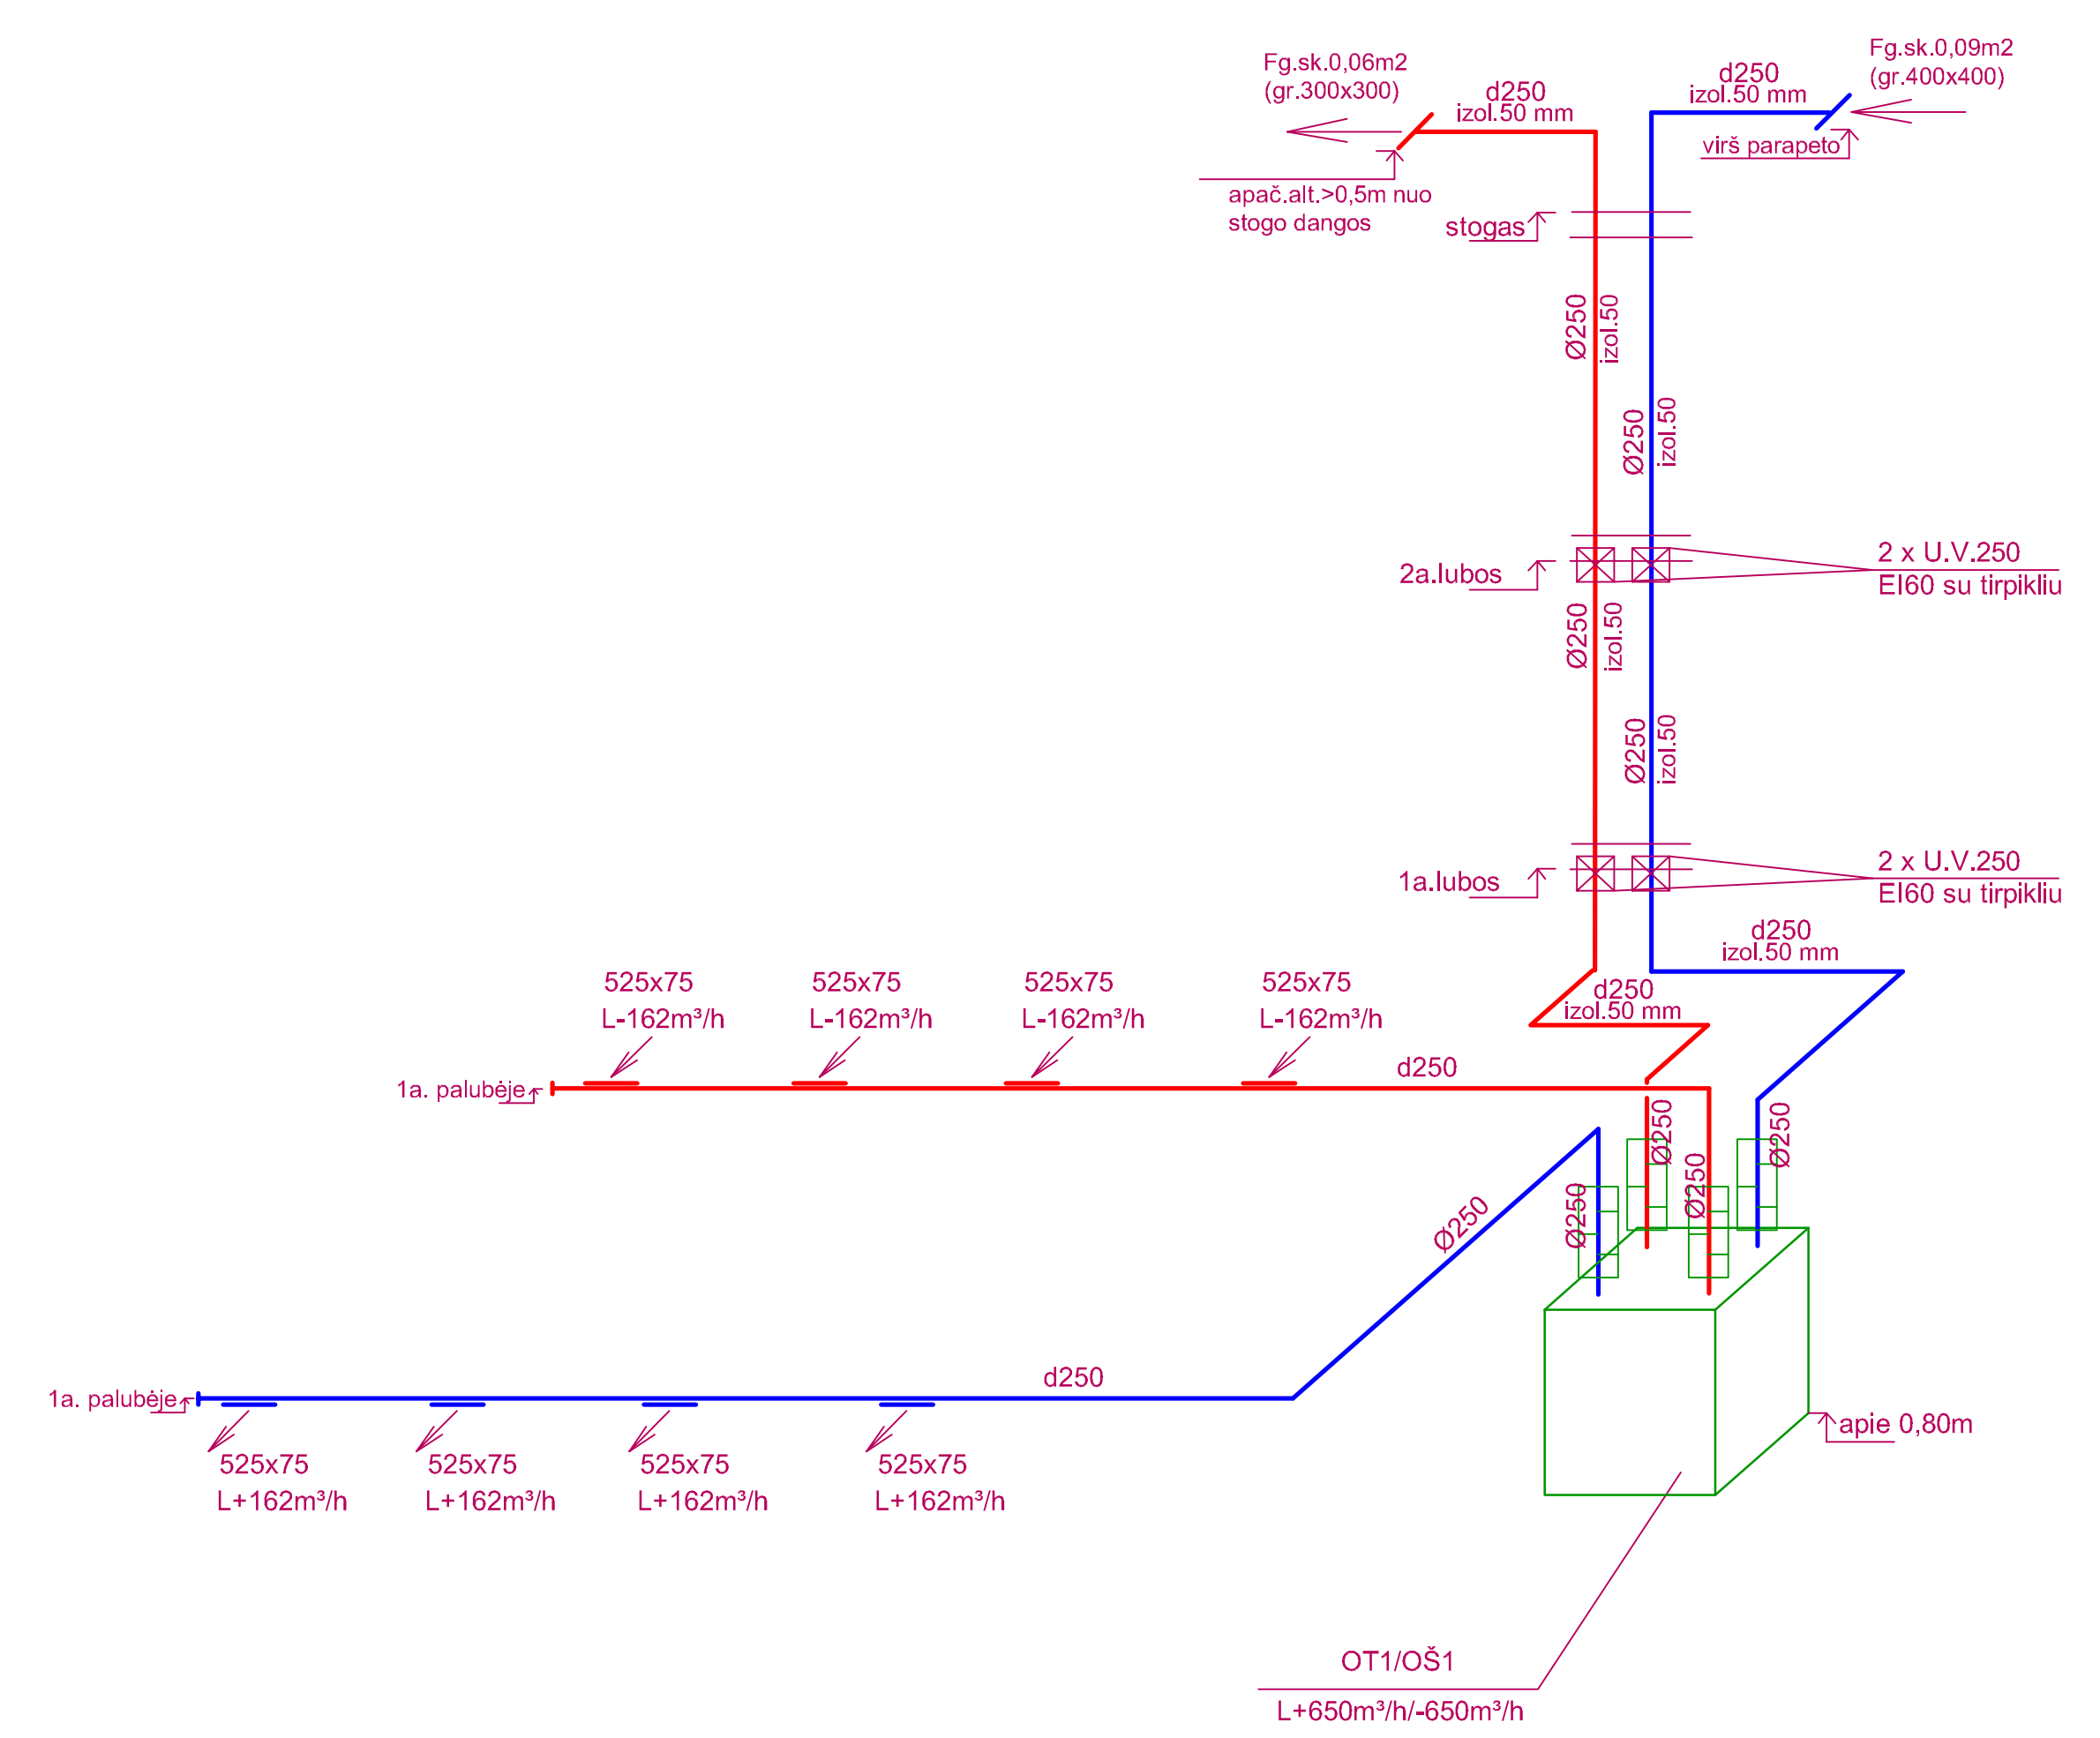 Fg.sk.0,06m2
(gr.300x300)
d250
izol.50 mm
d250
izol.50 mm
Fg.sk.0,09m2
(gr.400x400)
virš parapeto
apač.alt.>0,5m nuo
stogo dangos
stogas
Ø250
izol.50
Ø250
izol.50
2a.lubos
2 x U.V.250
EI60 su tirpikliu
Ø250
izol.50
Ø250
izol.50
1a.lubos
2 x U.V.250
EI60 su tirpikliu
d250
izol.50 mm
d250
izol.50 mm
525x75
L-162m³/h
525x75
L-162m³/h
525x75
L-162m³/h
525x75
L-162m³/h
1a. palubėje
d250
Ø250
Ø250
Ø250
Ø250
Ø250
1a. palubėje
d250
525x75
L+162m³/h
525x75
L+162m³/h
525x75
L+162m³/h
525x75
L+162m³/h
apie 0,80m
OT1/OŠ1
L+650m³/h/-650m³/h